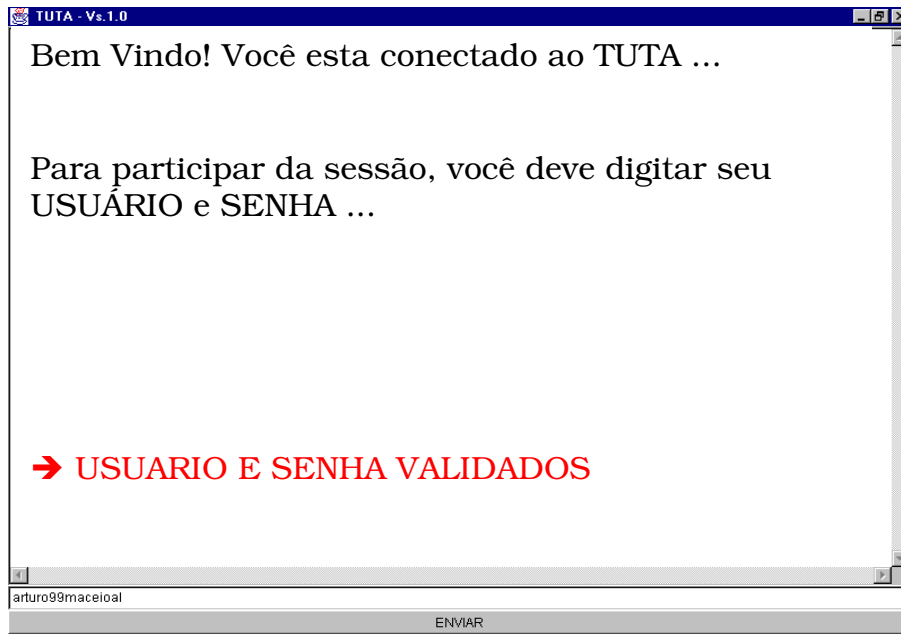 TUTA - Vs.1.0
Bem Vindo! Você esta conectado ao TUTA ...
Para participar da sessão, você deve digitar seu
USUÁRIO e SENHA ...
➔ USUARIO E SENHA VALIDADOS
arturo99maceioal
ENVIAR